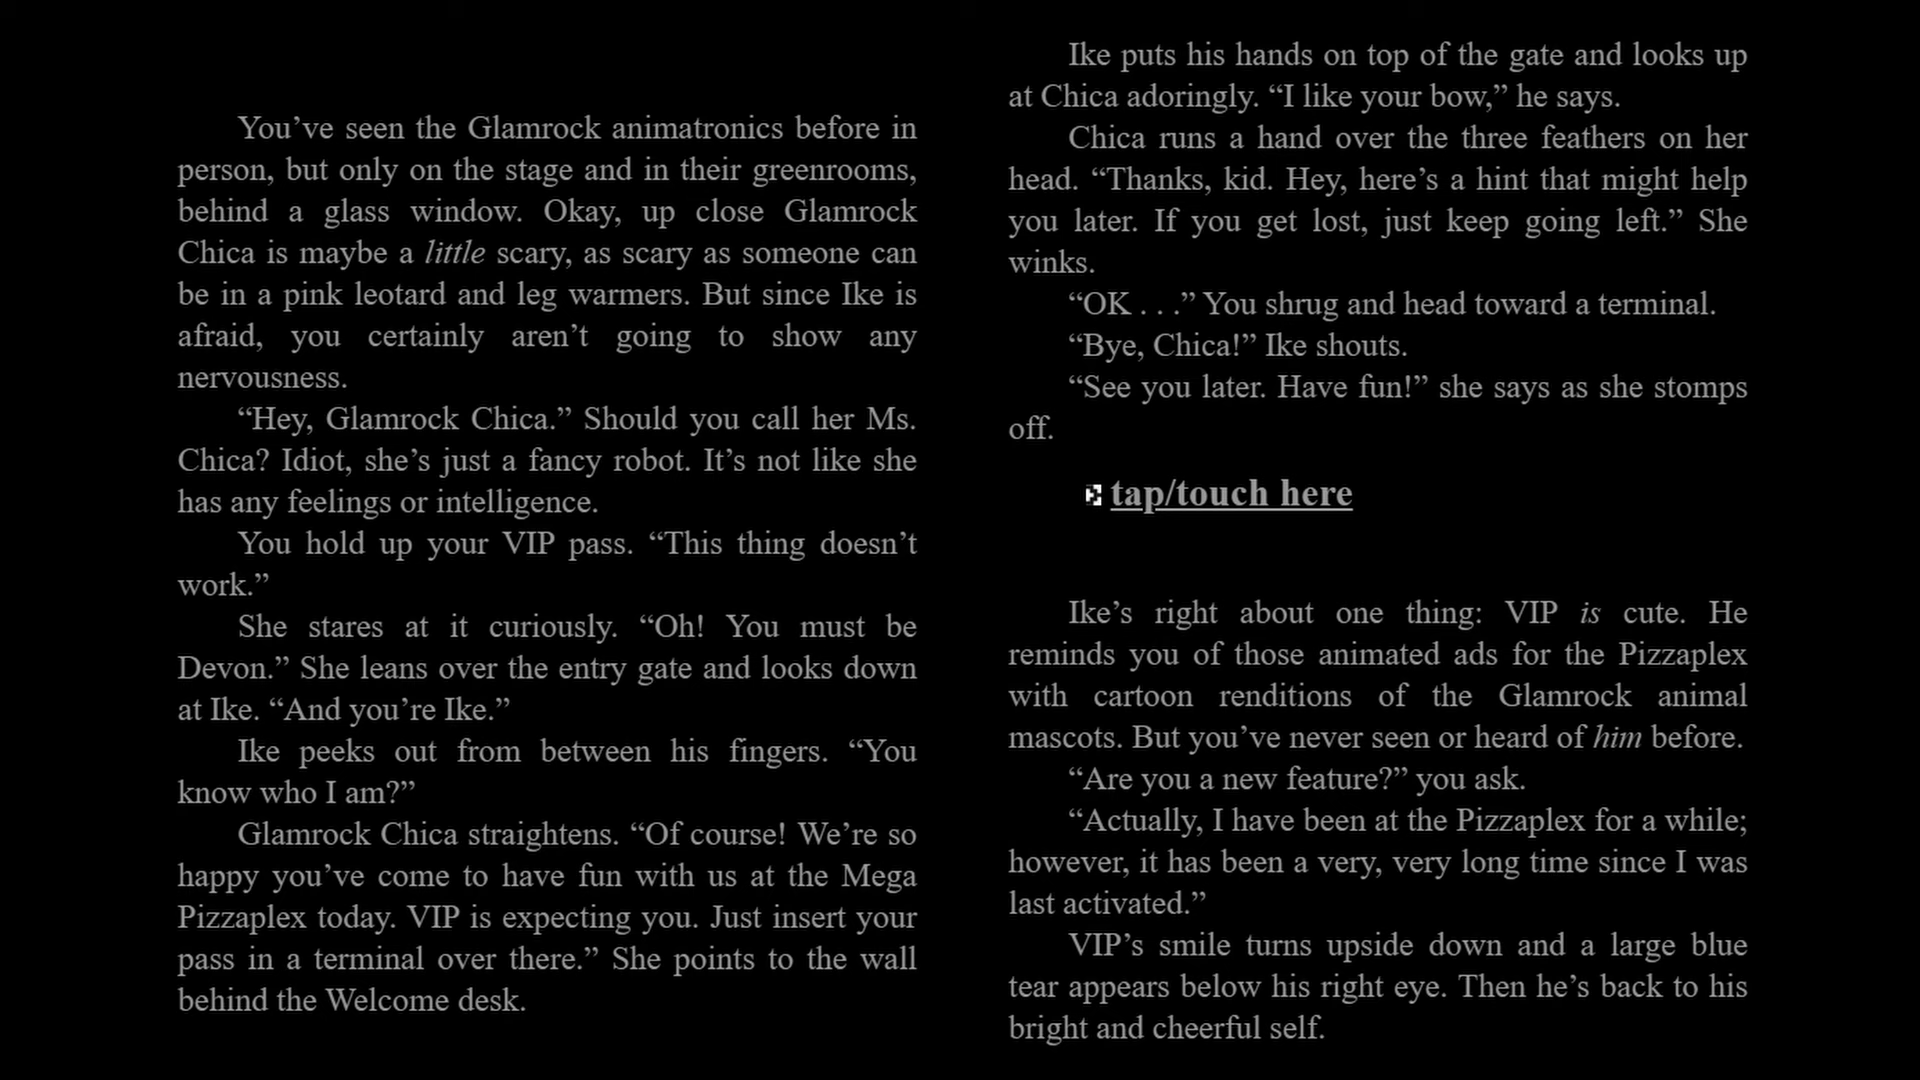 You’ve seen the Glamrock animatronics before in
person, but only on the stage and in their greenrooms,
behind a glass window. Okay, up close Glamrock
Chica is maybe a little scary, as scary as someone can
be in a pink leotard and leg warmers. But since Ike is
afraid, you certainly aren’t going to show any
nervousness.
“Hey, Glamrock Chica.” Should you call her Ms.
Chica? Idiot, she’s just a fancy robot. It’s not like she
has any feelings or intelligence.
You hold up your VIP pass. “This thing doesn’t
work.”
She stares at it curiously. “Oh! You must be
Devon.” She leans over the entry gate and looks down
at Ike. “And you’re Ike.”
Ike peeks out from between his fingers. “You
know who I am?”
Glamrock Chica straightens. “Of course! We’re so
happy you’ve come to have fun with us at the Mega
Pizzaplex today. VIP is expecting you. Just insert your
pass in a terminal over there.” She points to the wall
behind the Welcome desk.
Ike puts his hands on top of the gate and looks up
at Chica adoringly. “I like your bow,” he says.
Chica runs a hand over the three feathers on her
head. “Thanks, kid. Hey, here’s a hint that might help
you later. If you get lost, just keep going left.” She
winks.
“OK . . .” You shrug and head toward a terminal.
“Bye, Chica!” Ike shouts.
“See you later. Have fun!” she says as she stomps
off.
tap/touch here
Ike’s right about one thing: VIP is cute. He
reminds you of those animated ads for the Pizzaplex
with cartoon renditions of the Glamrock animal
mascots. But you’ve never seen or heard of him before.
“Are you a new feature?” you ask.
“Actually, I have been at the Pizzaplex for a while;
however, it has been a very, very long time since I was
last activated.”
VIP’s smile turns upside down and a large blue
tear appears below his right eye. Then he’s back to his
bright and cheerful self.